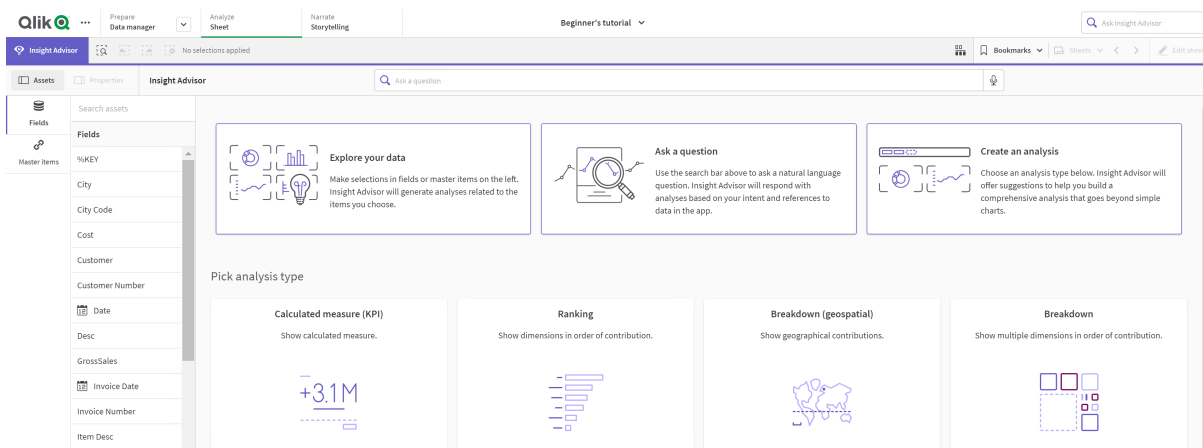 Qlik
Prepare
Data manager
Analyze
Sheet
Narrate
Storytelling
Beginner's tutorial
Ask Insight Advisor
Insight Advisor
No selections applied
Bookmarks
Sheets
Edit sheet
Assets
Properties
Insight Advisor
Ask a question
Fields
Master items
Search assets
Fields
%KEY
City
City Code
Cost
Customer
Customer Number
Date
Desc
GrossSales
Invoice Date
Invoice Number
Item Desc
Explore your data
Make selections in fields or master items on the left.
Insight Advisor will generate analyses related to the
items you choose.
Ask a question
Use the search bar above to ask a natural language
question. Insight Advisor will respond with
analyses based on your intent and references to
data in the app.
Create an analysis
Choose an analysis type below. Insight Advisor will
offer suggestions to help you build a
comprehensive analysis that goes beyond simple
charts.
Pick analysis type
Calculated measure (KPI)
Show calculated measure.
+3.1M
Ranking
Show dimensions in order of contribution.
Breakdown (geospatial)
Show geographical contributions.
Breakdown
Show multiple dimensions in order of contribution.